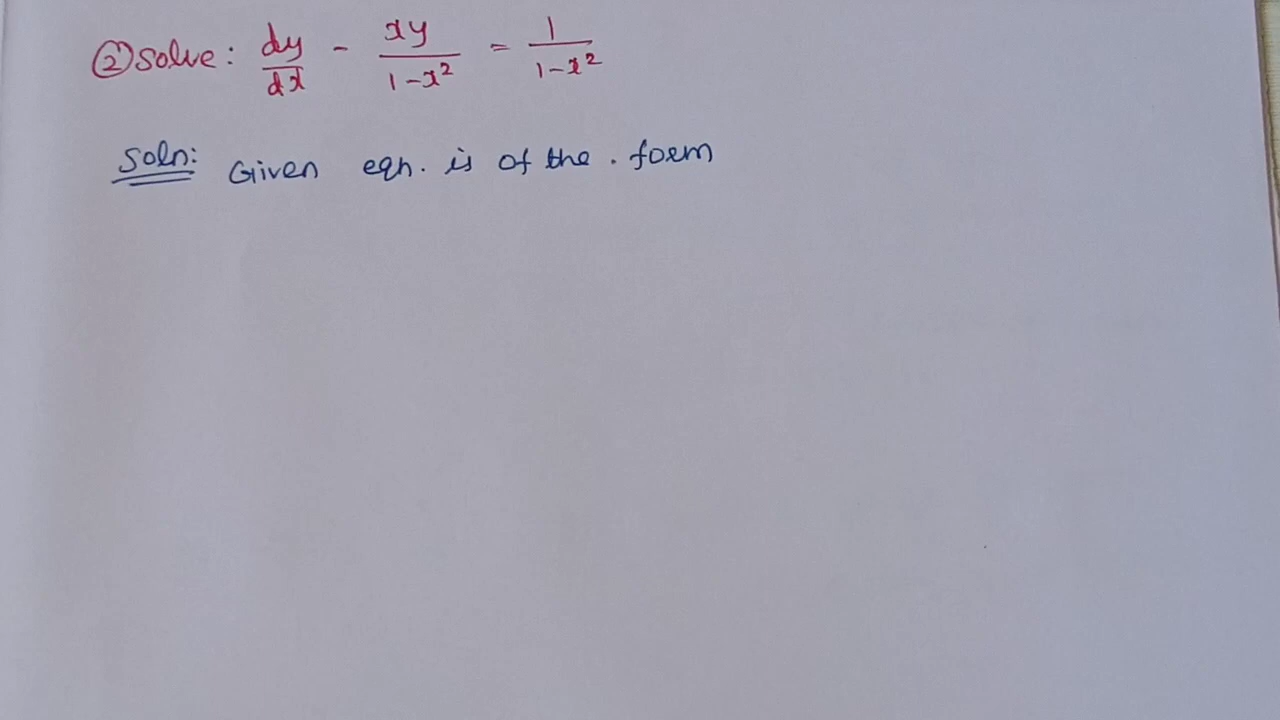 ② Solve: dy/dx - xy/(1-x²) = 1/(1-x²)
Soln: Given eqn. is of the . form